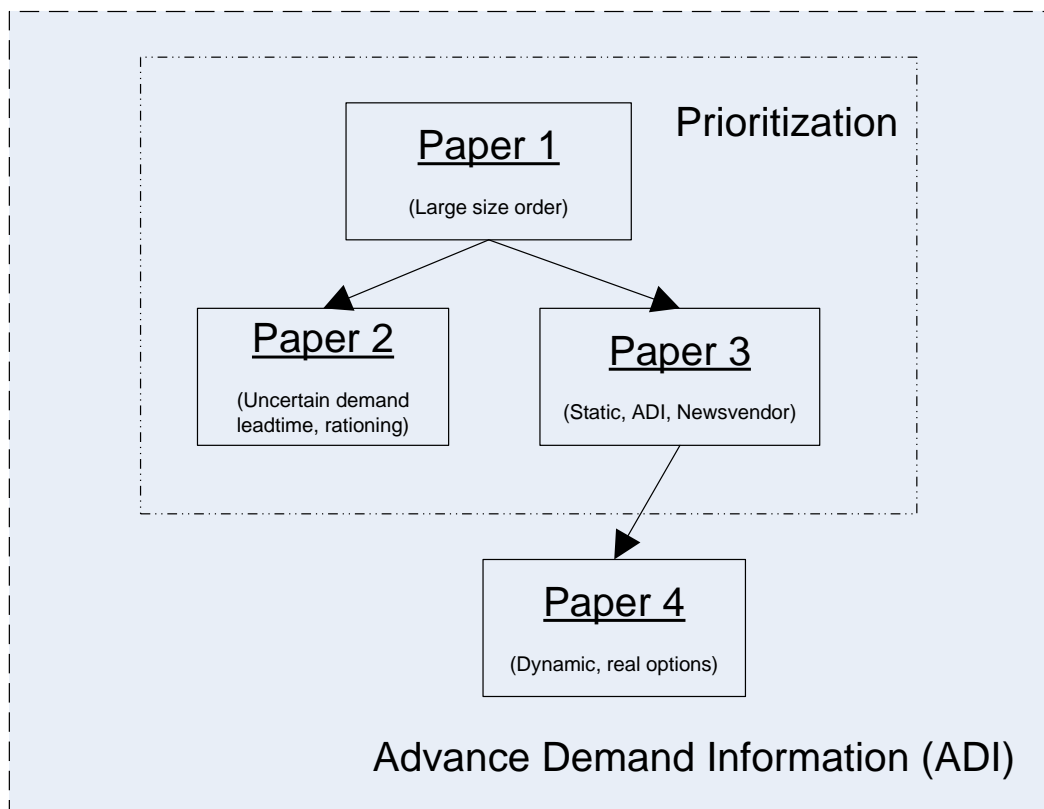 Prioritization
Paper 1
(Large size order)
Paper 2
(Uncertain demand
leadtime, rationing)
Paper 3
(Static, ADI, Newsvendor)
Paper 4
(Dynamic, real options)
Advance Demand Information (ADI)